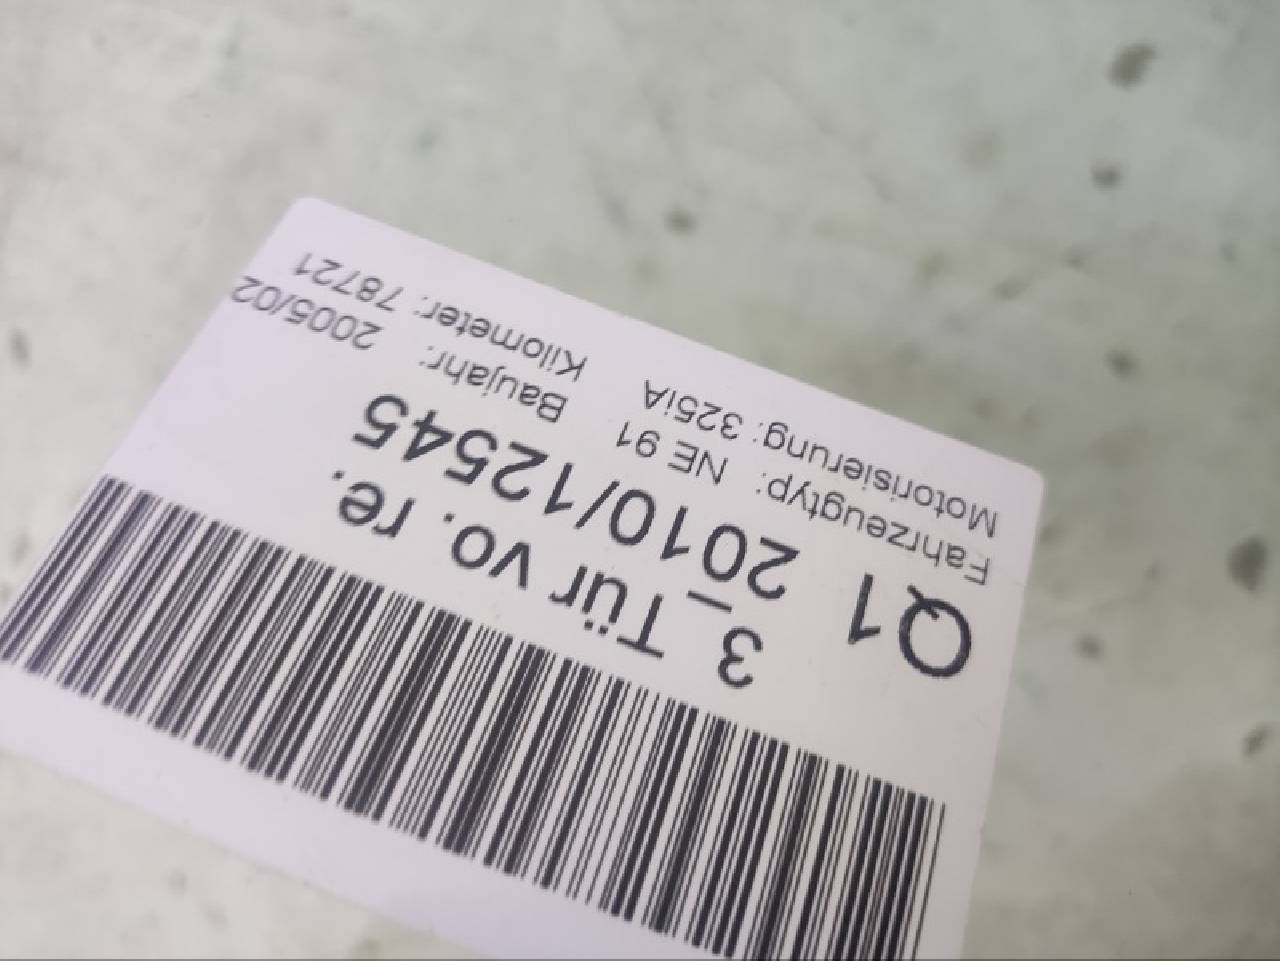 Fahrzeugtyp: NE 91 Baujahr: 2005/02
Motorisierung: 325iA Kilometer: 78721
Q1 2010/12545
3_Tür vo. re.